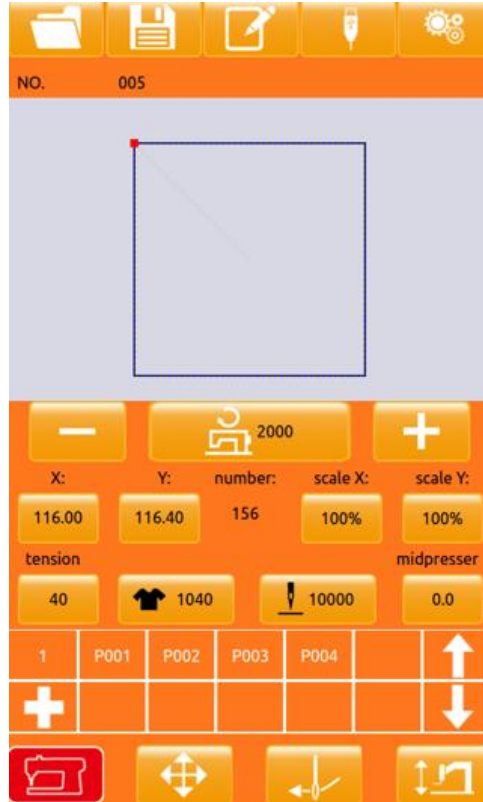 NO. 005
2000
X: Y: number: scale X: scale Y:
116.00 116.40 156 100% 100%
tension midpresser
40 1040 10000 0.0
1 P001 P002 P003 P004